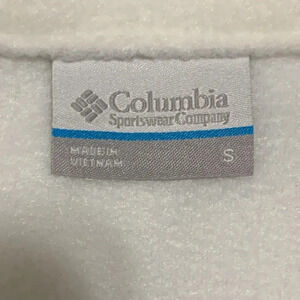 Columbia
Sportswear Company
MADE IN
VIETNAM
S